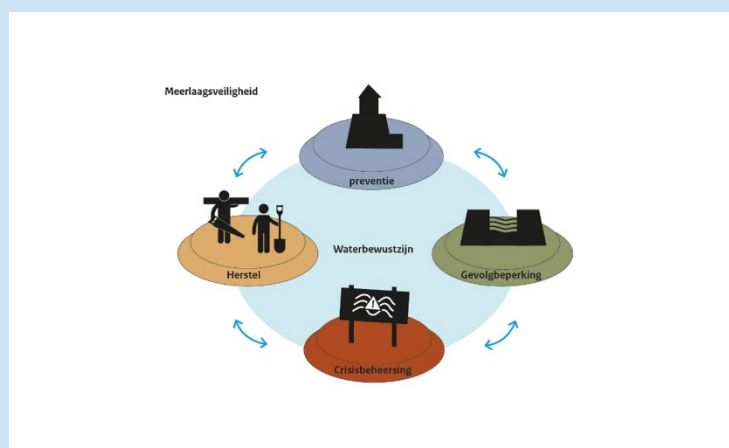 Meerlaagsveiligheid
preventie
Waterbewustzijn
Herstel
Gevolgbeperking
Crisisbeheersing